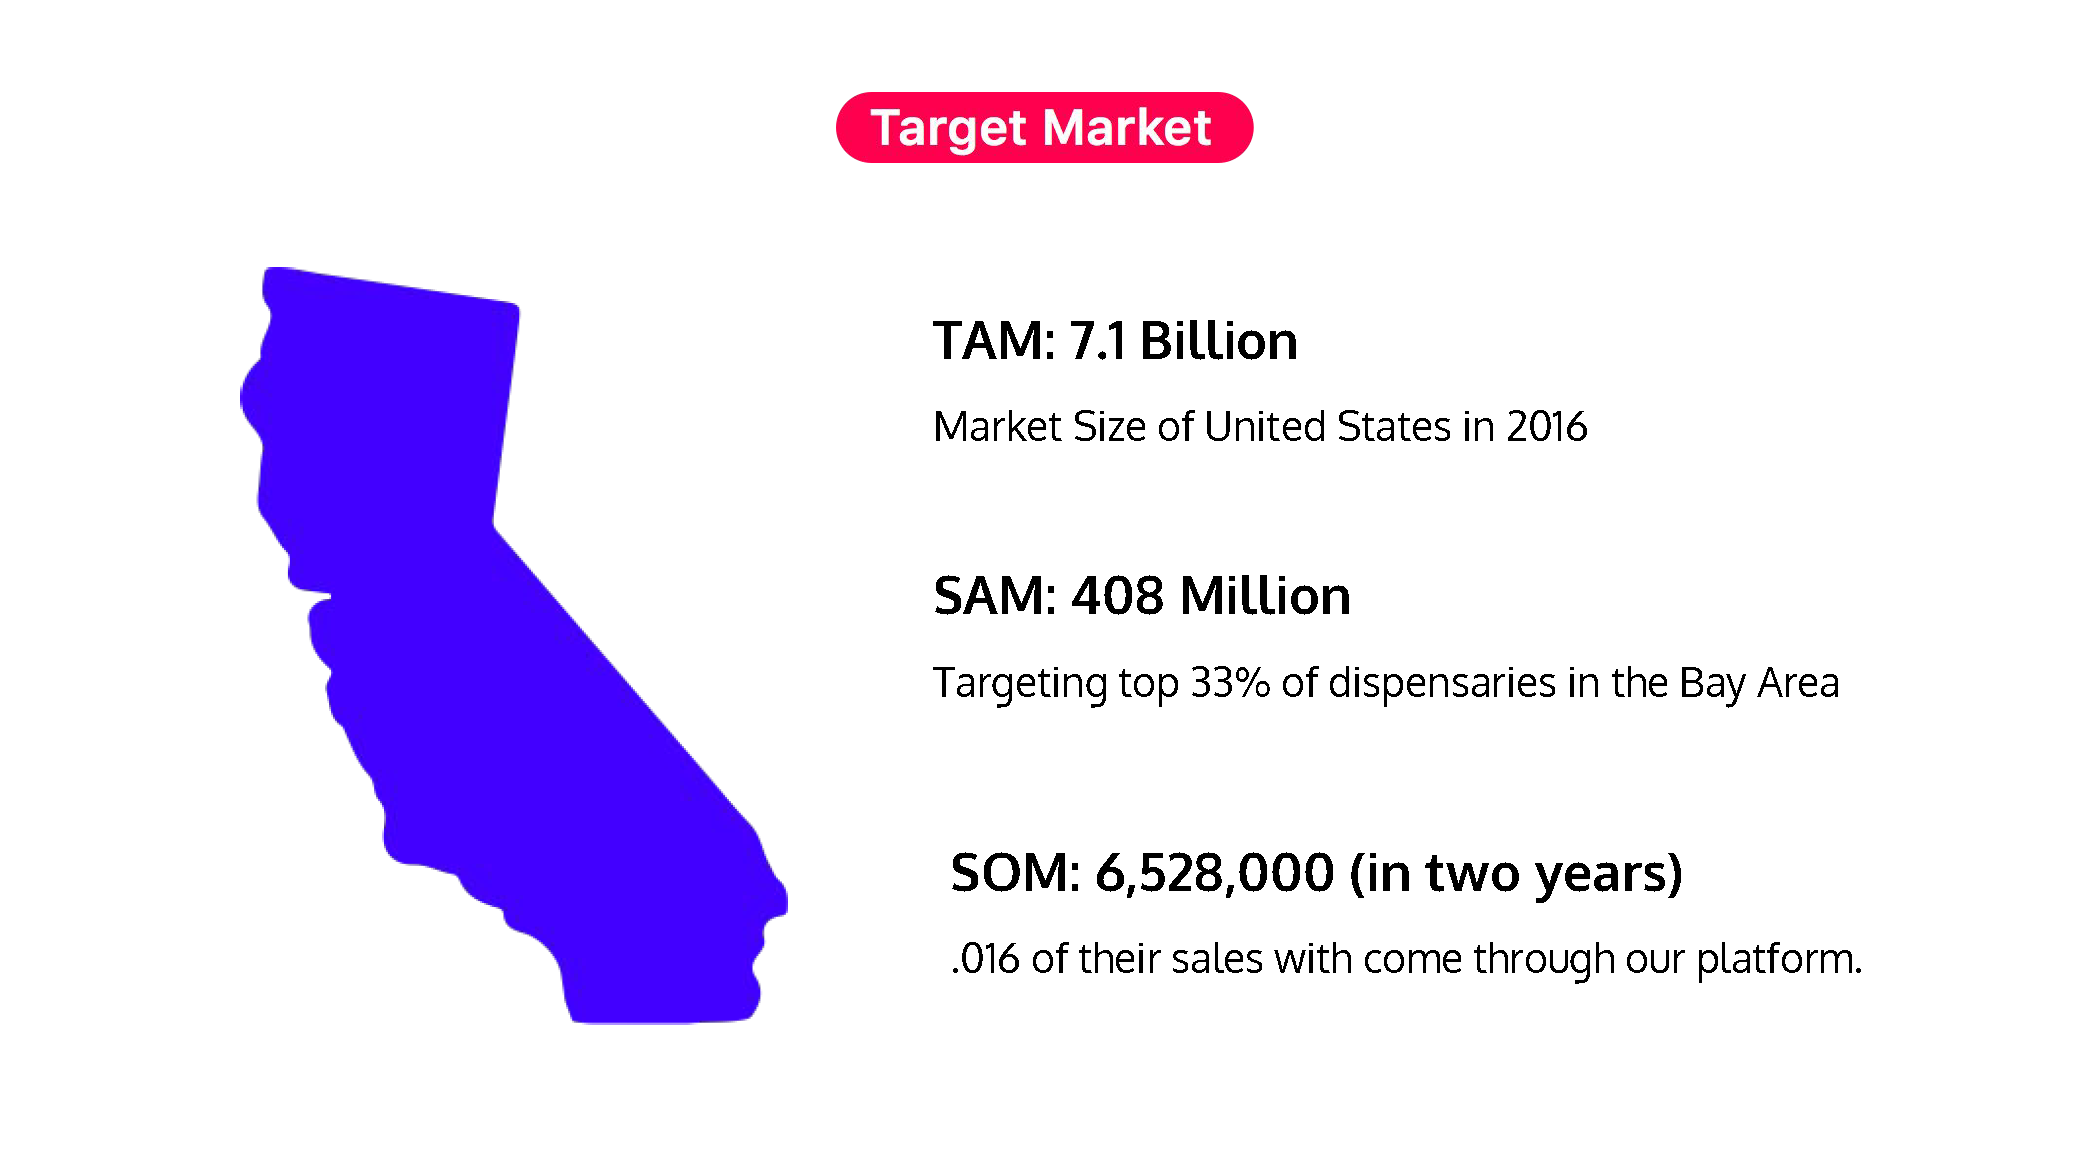 Target Market
TAM: 7.1 Billion
Market Size of United States in 2016
SAM: 408 Million
Targeting top 33% of dispensaries in the Bay Area
SOM: 6,528,000 (in two years)
.016 of their sales with come through our platform.